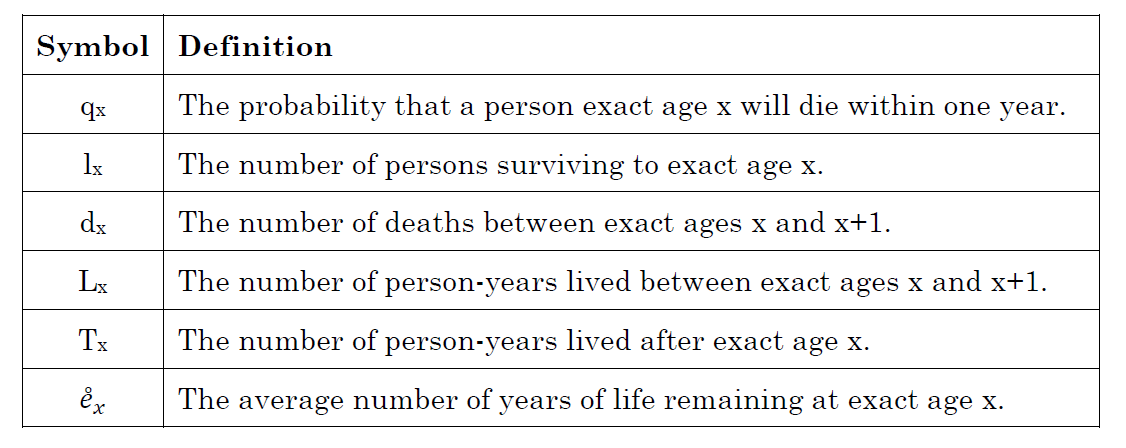 Symbol Definition
qx The probability that a person exact age x will die within one year.
lx The number of persons surviving to exact age x.
dx The number of deaths between exact ages x and x+1.
Lx The number of person-years lived between exact ages x and x+1.
Tx The number of person-years lived after exact age x.
e̊x The average number of years of life remaining at exact age x.